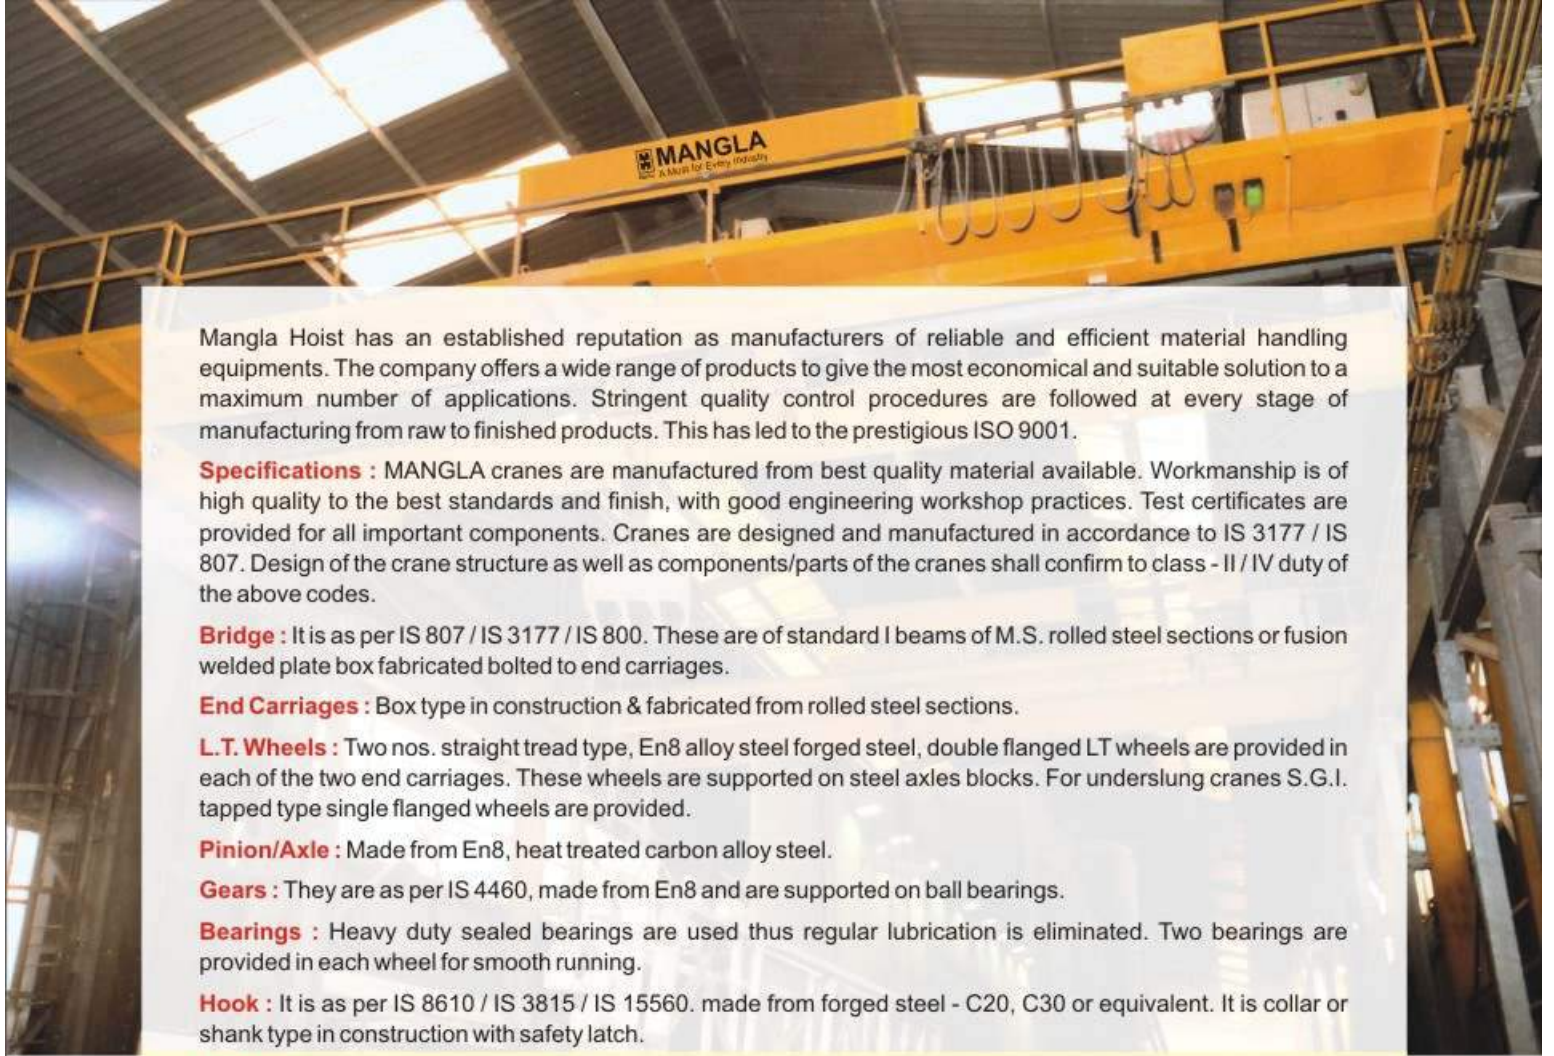 MANGLA
A Must for Every Industry
Mangla Hoist has an established reputation as manufacturers of reliable and efficient material handling
equipments. The company offers a wide range of products to give the most economical and suitable solution to a
maximum number of applications. Stringent quality control procedures are followed at every stage of
manufacturing from raw to finished products. This has led to the prestigious ISO 9001.
Specifications : MANGLA cranes are manufactured from best quality material available. Workmanship is of
high quality to the best standards and finish, with good engineering workshop practices. Test certificates are
provided for all important components. Cranes are designed and manufactured in accordance to IS 3177 / IS
807. Design of the crane structure as well as components/parts of the cranes shall confirm to class - II / IV duty of
the above codes.
Bridge : It is as per IS 807 / IS 3177 / IS 800. These are of standard I beams of M.S. rolled steel sections or fusion
welded plate box fabricated bolted to end carriages.
End Carriages : Box type in construction & fabricated from rolled steel sections.
L.T. Wheels : Two nos. straight tread type, En8 alloy steel forged steel, double flanged LT wheels are provided in
each of the two end carriages. These wheels are supported on steel axles blocks. For underslung cranes S.G.I.
tapped type single flanged wheels are provided.
Pinion/Axle : Made from En8, heat treated carbon alloy steel.
Gears : They are as per IS 4460, made from En8 and are supported on ball bearings.
Bearings : Heavy duty sealed bearings are used thus regular lubrication is eliminated. Two bearings are
provided in each wheel for smooth running.
Hook : It is as per IS 8610 / IS 3815 / IS 15560. made from forged steel - C20, C30 or equivalent. It is collar or
shank type in construction with safety latch.